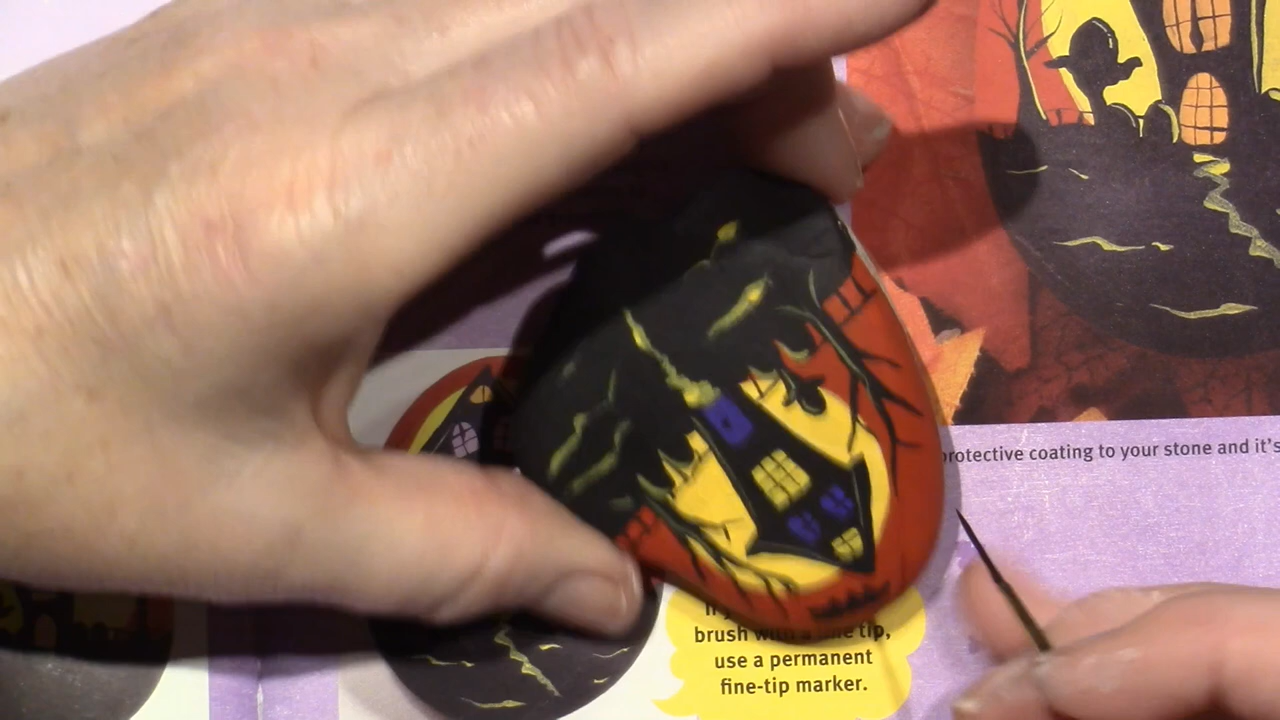 protective coating to your stone and it's
brush with a fine tip,
use a permanent
fine-tip marker.